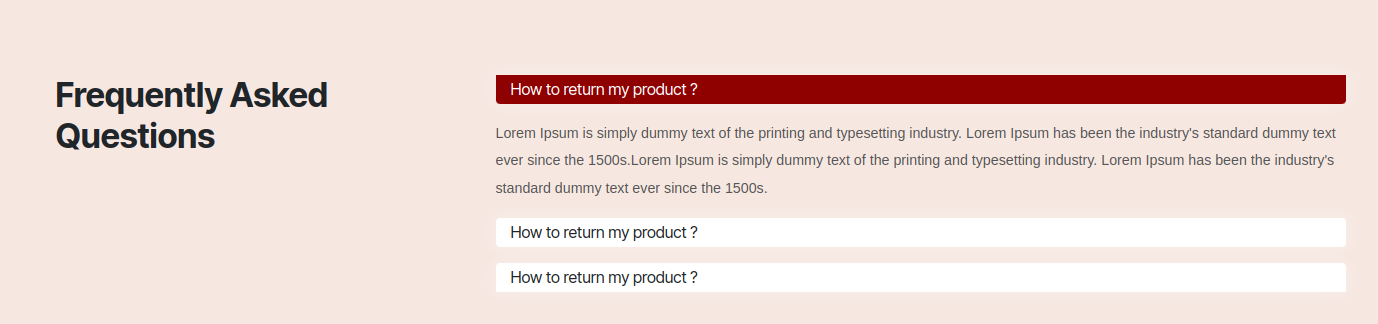 Frequently Asked
Questions
How to return my product ?
Lorem Ipsum is simply dummy text of the printing and typesetting industry. Lorem Ipsum has been the industry's standard dummy text
ever since the 1500s.Lorem Ipsum is simply dummy text of the printing and typesetting industry. Lorem Ipsum has been the industry's
standard dummy text ever since the 1500s.
How to return my product ?
How to return my product ?